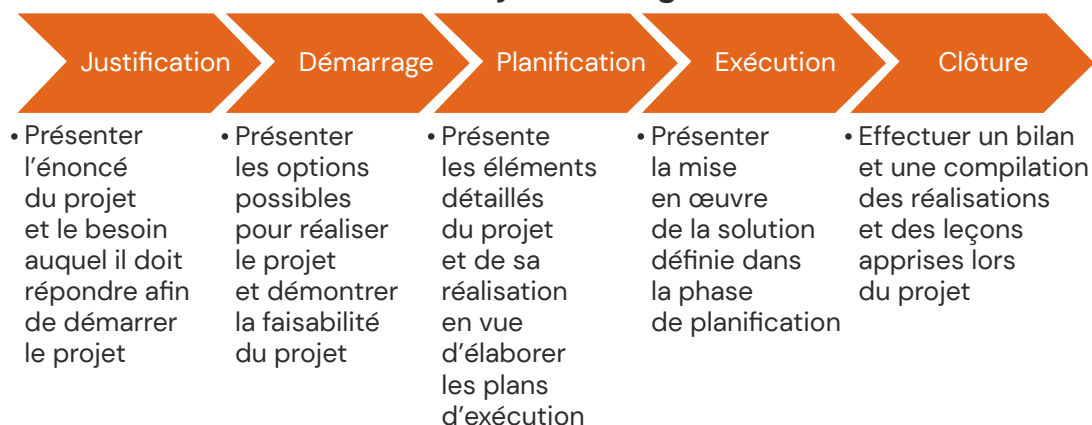 Justification
Démarrage
Planification
Exécution
Clôture
• Présenter
l'énoncé
du projet
et le besoin
auquel il doit
répondre afin
de démarrer
le projet
• Présenter
les options
possibles
pour réaliser
le projet
et démontrer
la faisabilité
du projet
• Présente
les éléments
détaillés
du projet
et de sa
réalisation
en vue
d'élaborer
les plans
d'exécution
• Présenter
la mise
en œuvre
de la solution
définie dans
la phase
de planification
• Effectuer un bilan
et une compilation
des réalisations
et des leçons
apprises lors
du projet